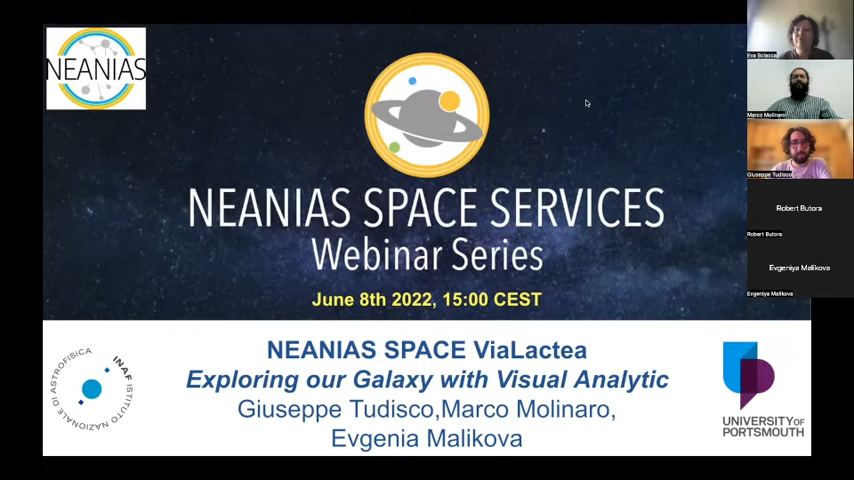 NEANIAS
NEANIAS SPACE SERVICES
Webinar Series
June 8th 2022, 15:00 CEST
NEANIAS SPACE ViaLactea
Exploring our Galaxy with Visual Analytic
Giuseppe Tudisco,Marco Molinaro,
Evgenia Malikova
INAF ISTITUTO NAZIONALE DI ASTROFISICA
UNIVERSITY OF
PORTSMOUTH
Eva Sciacca
Marco Molinaro
Giuseppe Tudisco
Robert Butora
Robert Butora
Evgeniya Malikova
Evgeniya Malikova